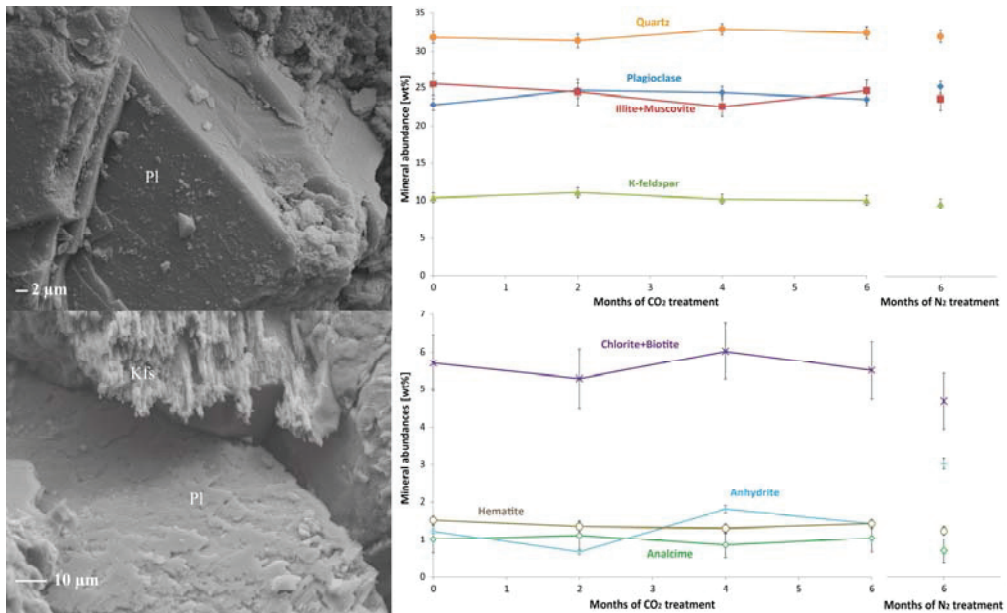 Pl
2 µm
Kfs
Pl
10 µm
Mineral abundance [wt%]
35
30
25
20
15
10
5
0
Quartz
Plagioclase
Illite+Muscovite
K-feldspar
0 1 2 3 4 5 6 6
Months of CO2 treatment Months of N2 treatment
Mineral abundances [wt%]
7
6
5
4
3
2
1
0
Chlorite+Biotite
Anhydrite
Hematite
Analcime
0 1 2 3 4 5 6 6
Months of CO2 treatment Months of N2 treatment